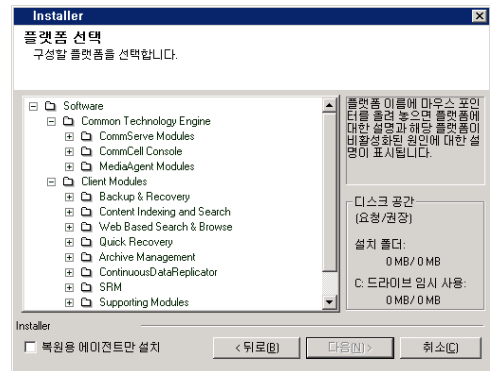 Installer
플랫폼 선택
구성할 플랫폼을 선택합니다.
Software
Common Technology Engine
CommServe Modules
CommCell Console
MediaAgent Modules
Client Modules
Backup & Recovery
Content Indexing and Search
Web Based Search & Browse
Quick Recovery
Archive Management
ContinuousDataReplicator
SRM
Supporting Modules
플랫폼 이름에 마우스 포인
터를 올려 놓으면 플랫폼에
대한 설명과 해당 플랫폼이
비활성화된 원인에 대한 설
명이 표시됩니다.
디스크 공간
(요청/권장)
설치 폴더:
0 MB/ 0 MB
C: 드라이브 임시 사용:
0 MB/ 0 MB
Installer
복원용 에이전트만 설치
< 뒤로(B)
다음(N) >
취소(C)